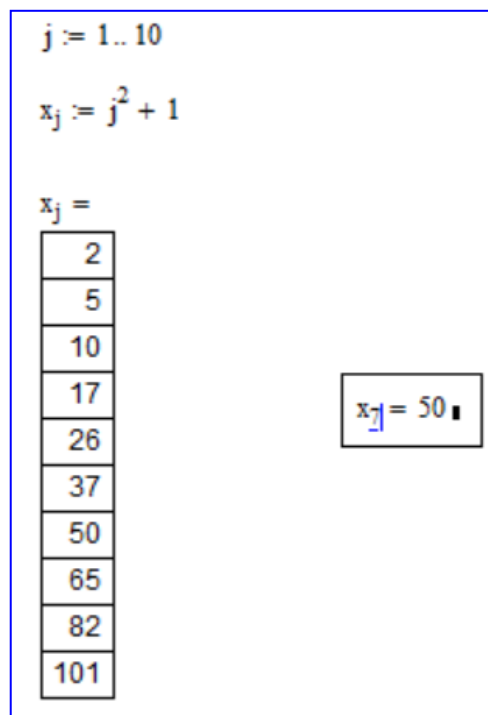 j := 1.. 10
x_j := j^2 + 1
x_j =
2
5
10
17
26
37
50
65
82
101
x_7 = 50